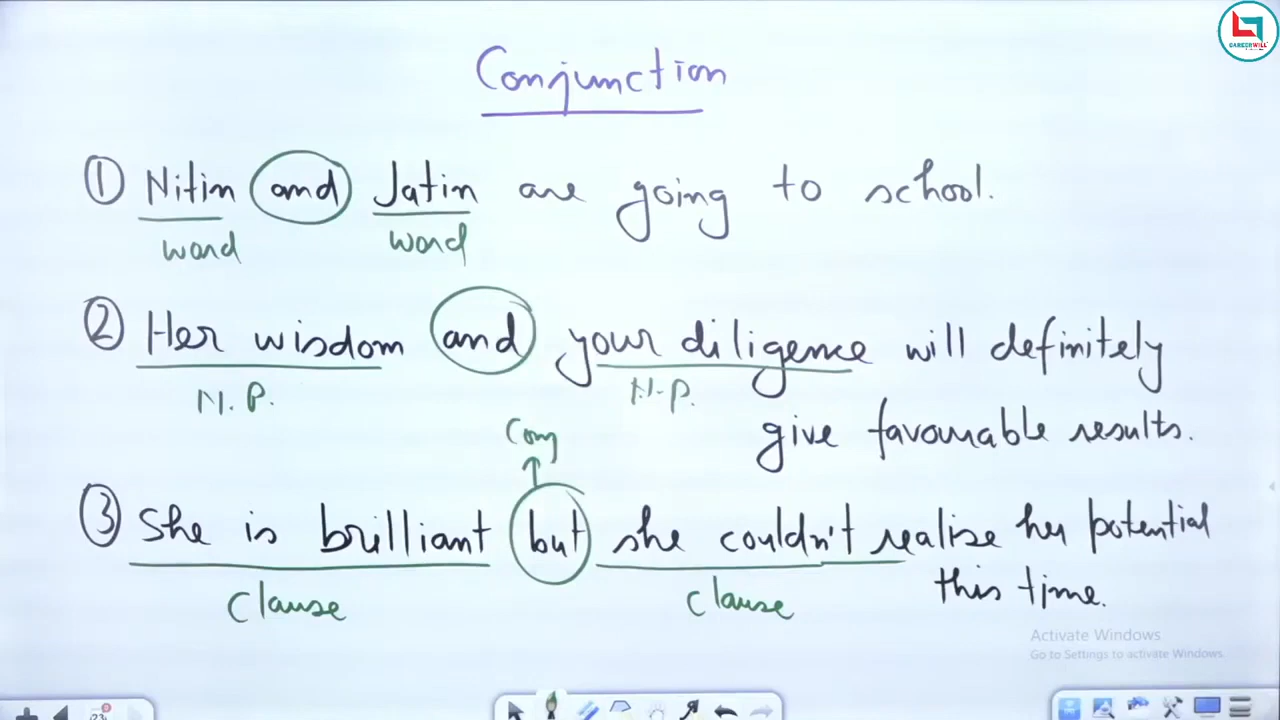 CAREERWILL
Conjunction
① Nitin and Jatin are going to school.
word word
② Her wisdom and your diligence will definitely
N.P. N.P.
give favourable results.
Conj
③ She is brilliant but she couldn't realise her potential
this time.
clause clause
Activate Windows
Go to Settings to activate Windows.
23